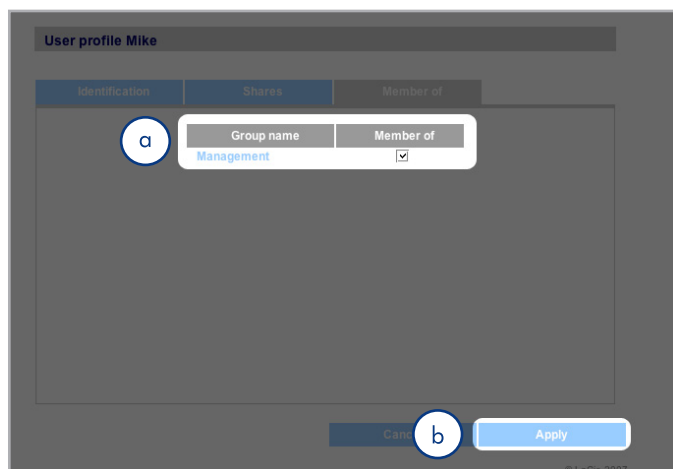 User profile Mike
Identification Shares Member of
a
Group name Member of
Management
b Apply